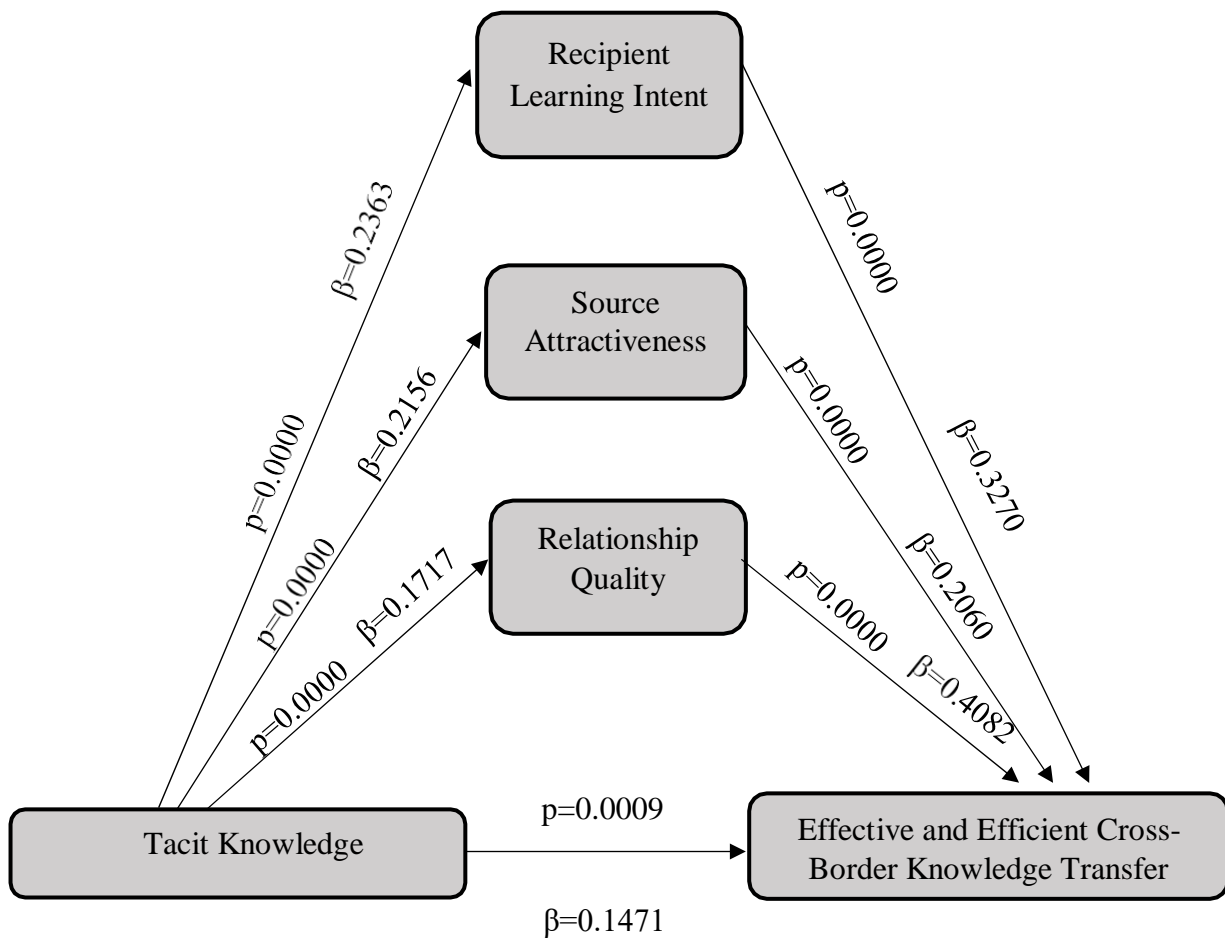 Recipient
Learning Intent
β=0.2363
p=0.0000
p=0.0000
β=0.3270
Source
Attractiveness
β=0.2156
p=0.0000
p=0.0000
β=0.2060
Relationship
Quality
β=0.1717
p=0.0000
p=0.0000
β=0.4082
Tacit Knowledge
p=0.0009
β=0.1471
Effective and Efficient Cross-
Border Knowledge Transfer